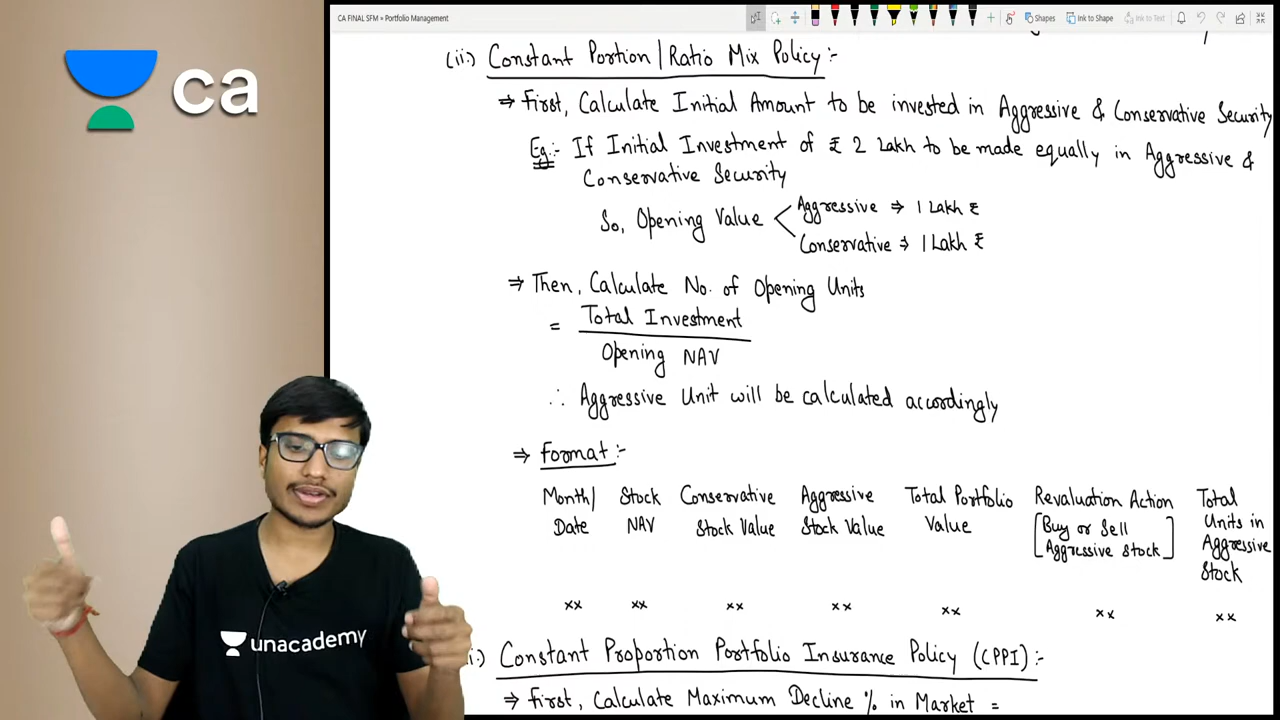 CA FINAL SFM • Portfolio Management
Shapes
Ink to Shape
Ink to Text
ca
(ii.) Constant Portion/Ratio Mix Policy:-
⇒ First, Calculate Initial Amount to be invested in Aggressive & Conservative Security
Eg:- If Initial Investment of ₹ 2 Lakh to be made equally in Aggressive &
Conservative Security
So, Opening Value
Aggressive ⇒ 1 Lakh ₹
Conservative ⇒ 1 Lakh ₹
⇒ Then, Calculate No. of Opening Units
= Total Investment
Opening NAV
∴ Aggressive Unit will be calculated accordingly
⇒ Format:-
Month/ Stock Conservative Aggressive Total Portfolio Revaluation Action Total
Date NAV Stock Value Stock Value Value [Buy or Sell Units in
Aggressive Stock] Aggressive
Stock
xx xx xx xx xx xx xx
i.) Constant Proportion Portfolio Insurance Policy (CPPI):-
⇒ First, Calculate Maximum Decline % in Market =
unacademy